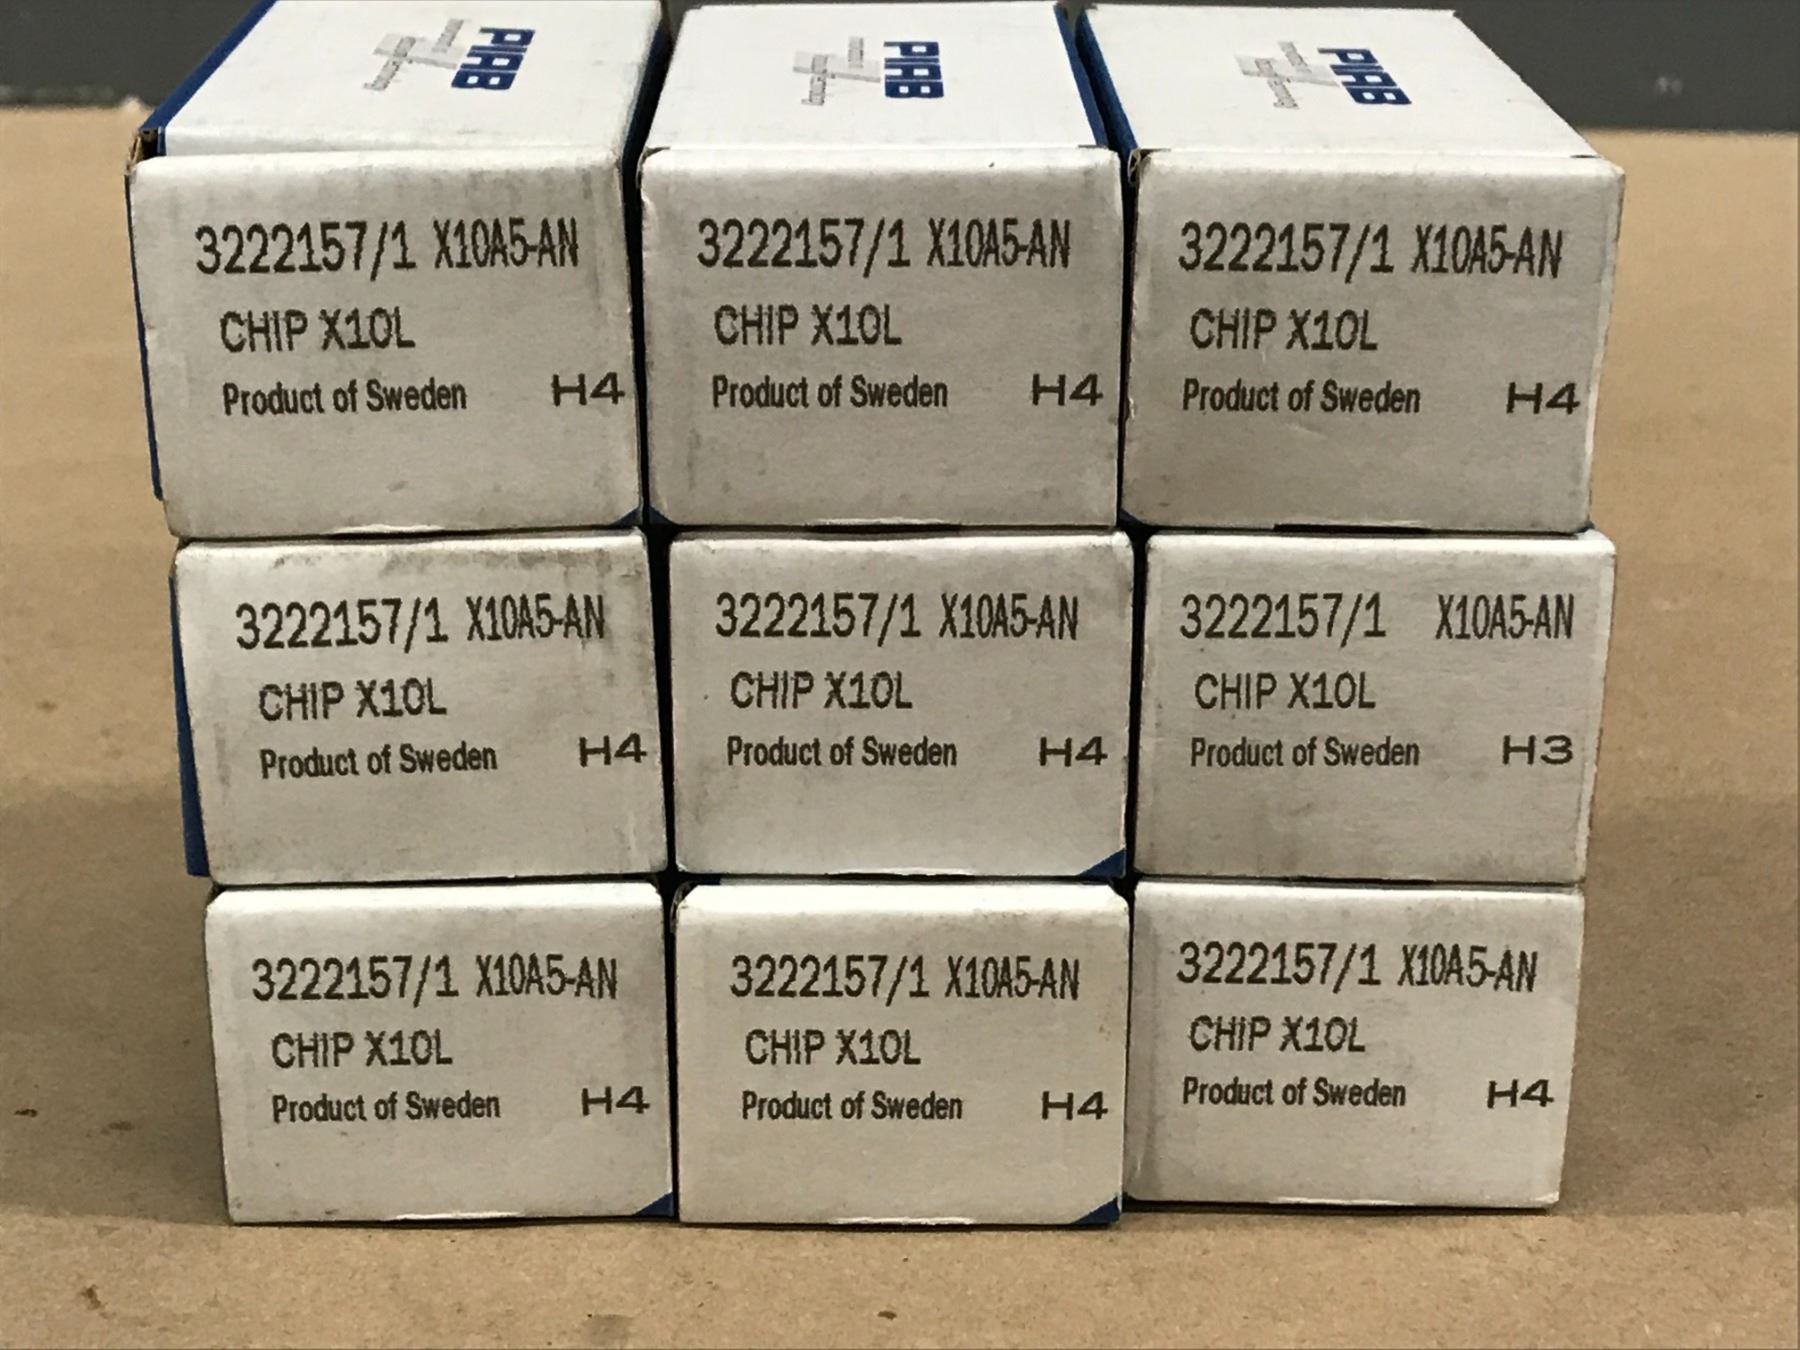 PIAB
PIAB
PIAB
3222157/1 X10A5-AN
CHIP X10L
Product of Sweden H4
3222157/1 X10A5-AN
CHIP X10L
Product of Sweden H4
3222157/1 X10A5-AN
CHIP X10L
Product of Sweden H4
3222157/1 X10A5-AN
CHIP X10L
Product of Sweden H4
3222157/1 X10A5-AN
CHIP X10L
Product of Sweden H4
3222157/1 X10A5-AN
CHIP X10L
Product of Sweden H3
3222157/1 X10A5-AN
CHIP X10L
Product of Sweden H4
3222157/1 X10A5-AN
CHIP X10L
Product of Sweden H4
3222157/1 X10A5-AN
CHIP X10L
Product of Sweden H4